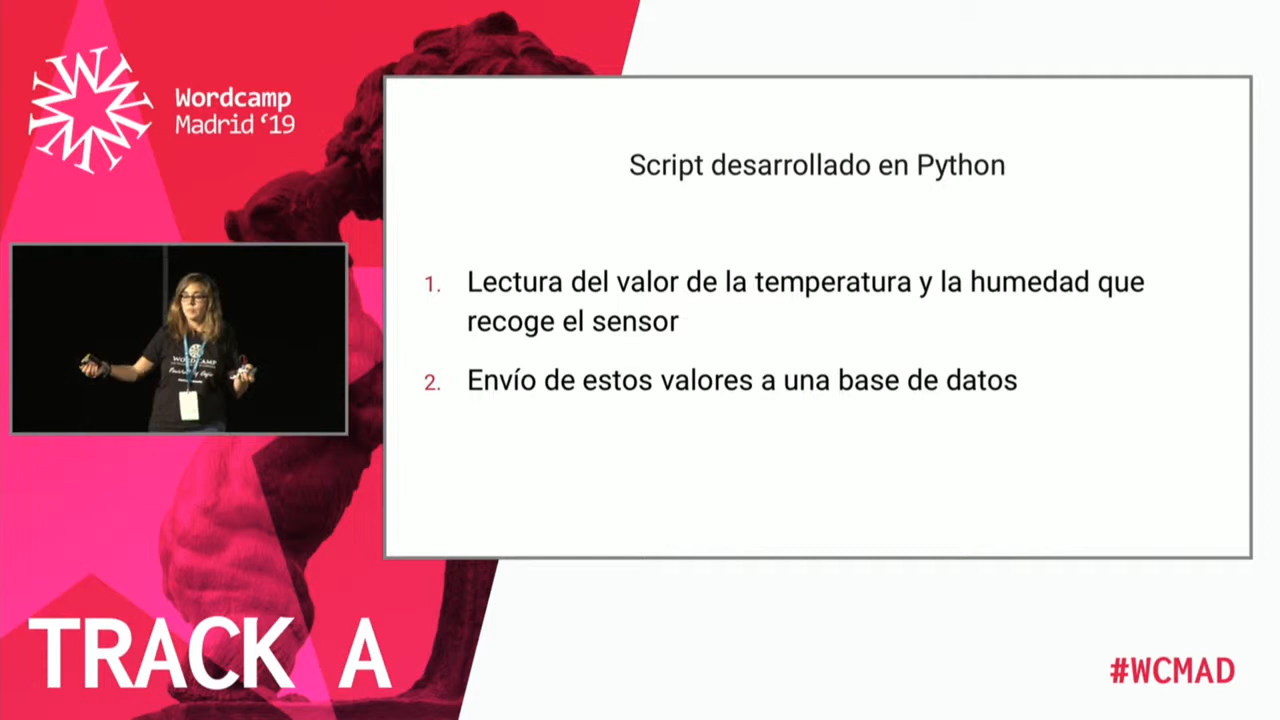 Wordcamp
Madrid ‘19
Script desarrollado en Python
1. Lectura del valor de la temperatura y la humedad que
recoge el sensor
2. Envío de estos valores a una base de datos
WORDCAMP
TRACK A
#WCMAD